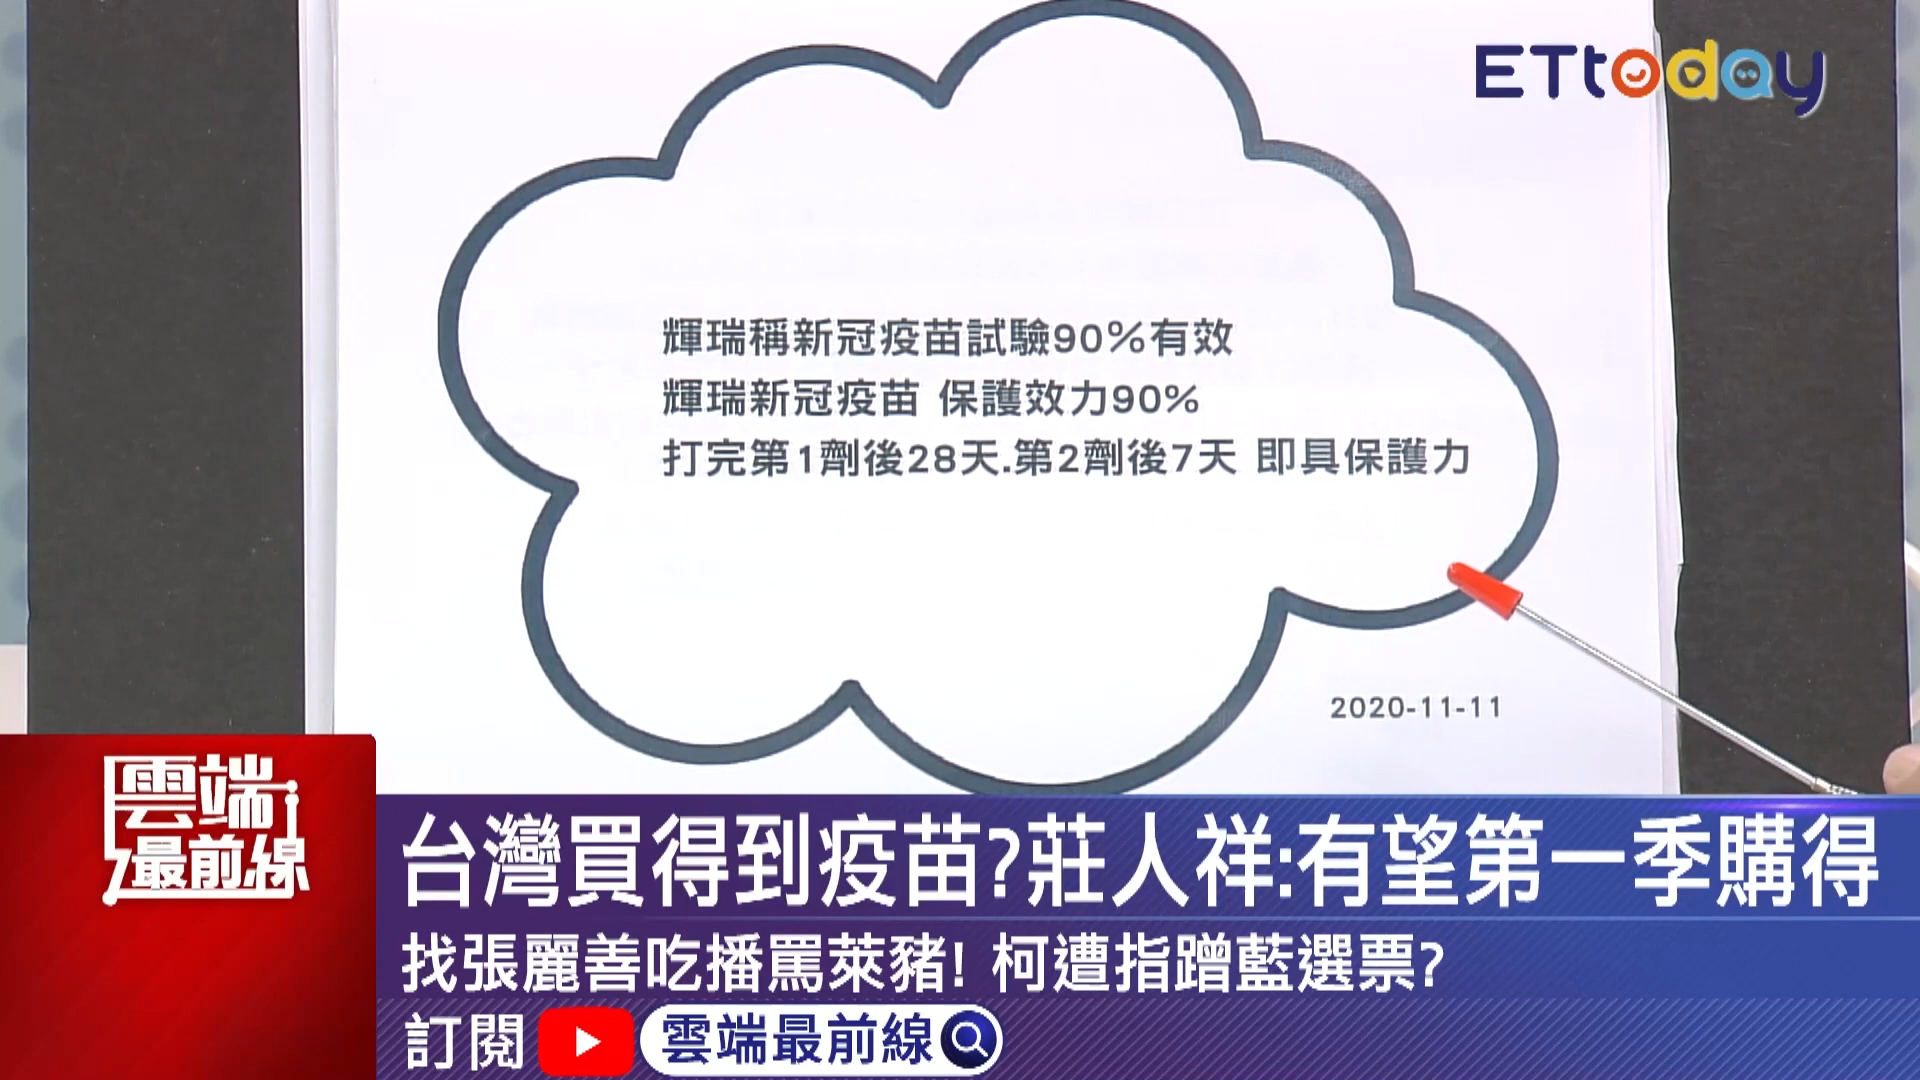 ETtoday
輝瑞稱新冠疫苗試驗90%有效
輝瑞新冠疫苗 保護效力90%
打完第1劑後28天.第2劑後7天 即具保護力
2020-11-11
雲端
最前線
台灣買得到疫苗?莊人祥:有望第一季購得
找張麗善吃播罵萊豬! 柯遭指蹭藍選票?
訂閱 雲端最前線